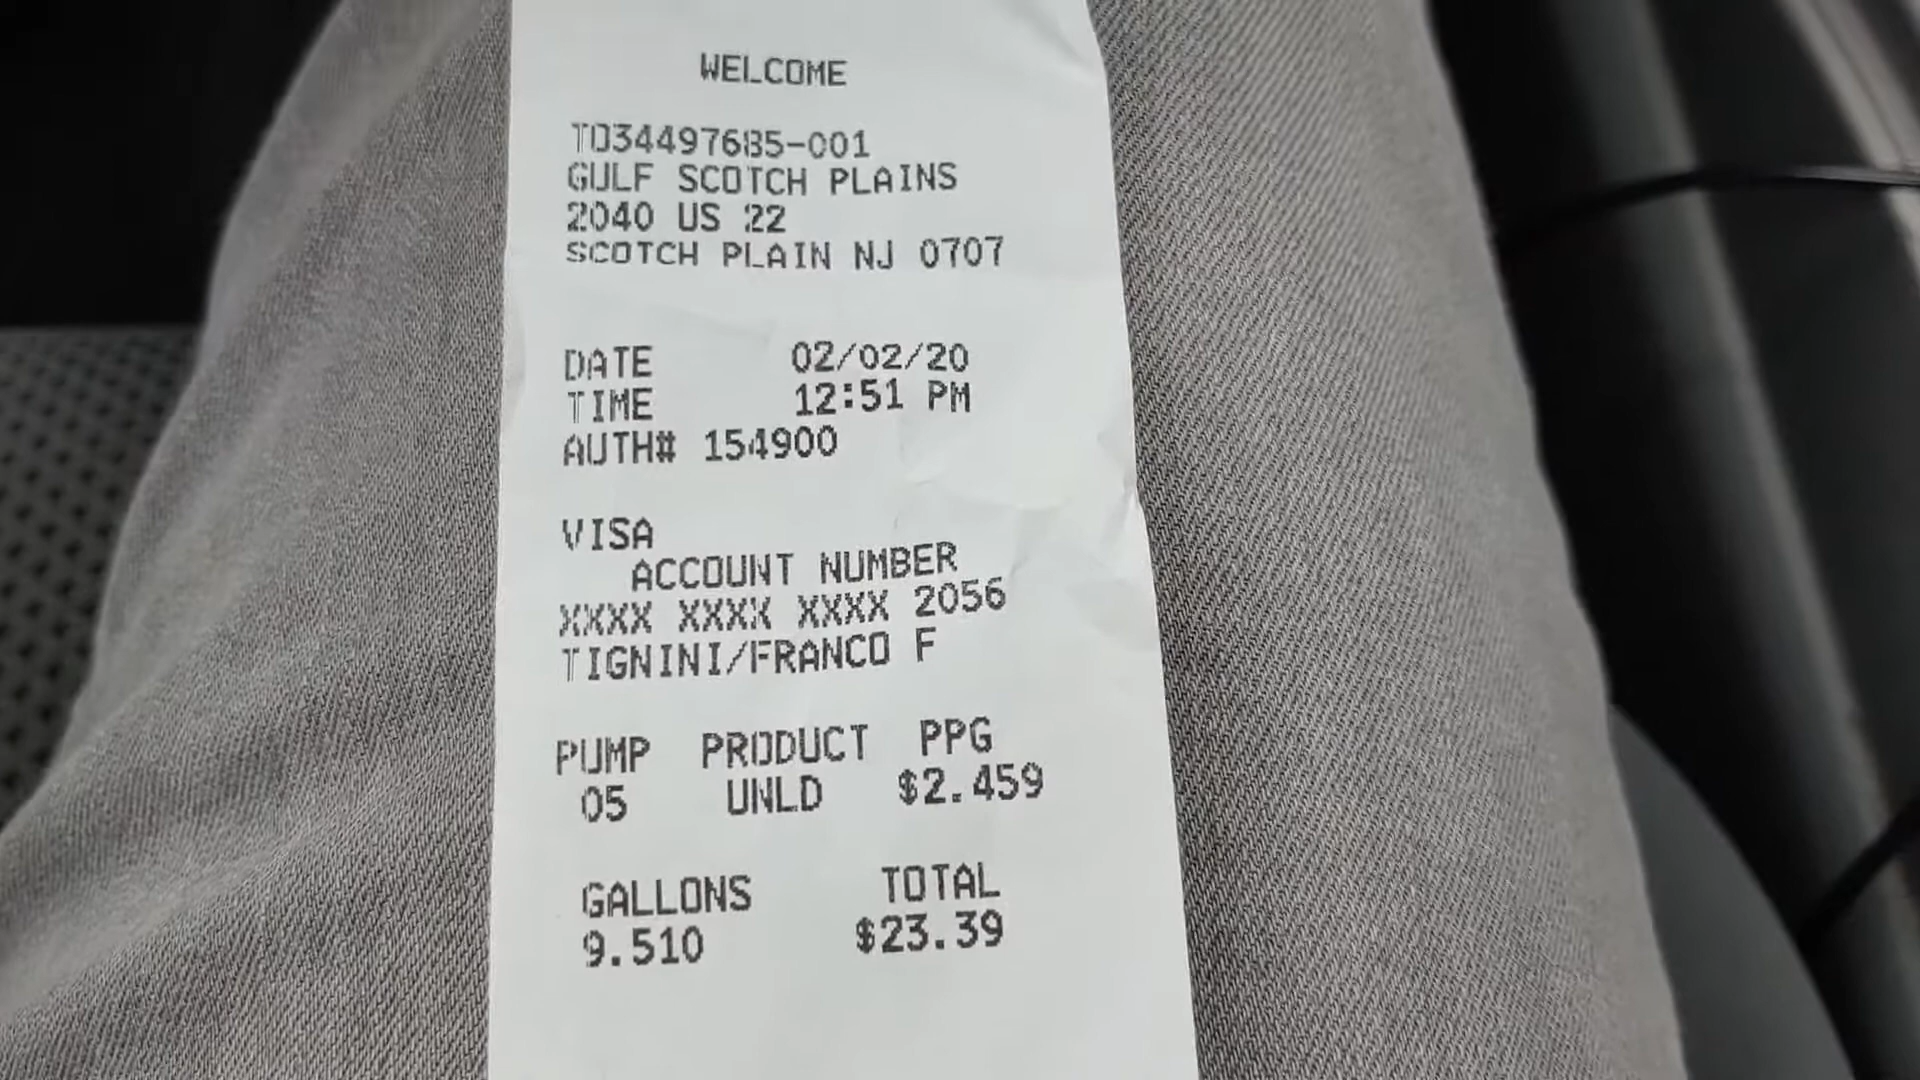 WELCOME
TO34497685-001
GULF SCOTCH PLAINS
2040 US 22
SCOTCH PLAIN NJ 0707
DATE 02/02/20
TIME 12:51 PM
AUTH# 154900
VISA
ACCOUNT NUMBER
XXXX XXXX XXXX 2056
TIGNINI/FRANCO F
PUMP PRODUCT PPG
05 UNLD $2.459
GALLONS TOTAL
9.510 $23.39